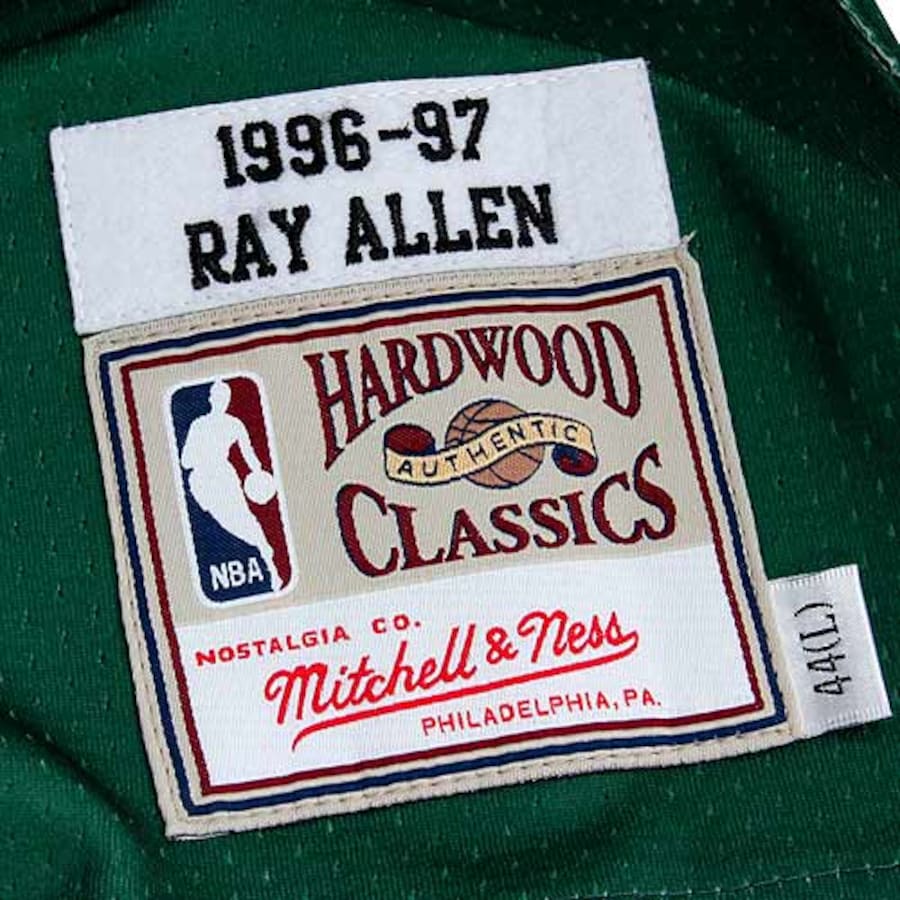 1996-97
RAY ALLEN
HARDWOOD
AUTHENTIC
CLASSICS
NBA
NOSTALGIA CO.
Mitchell & Ness
PHILADELPHIA, PA.
44(L)